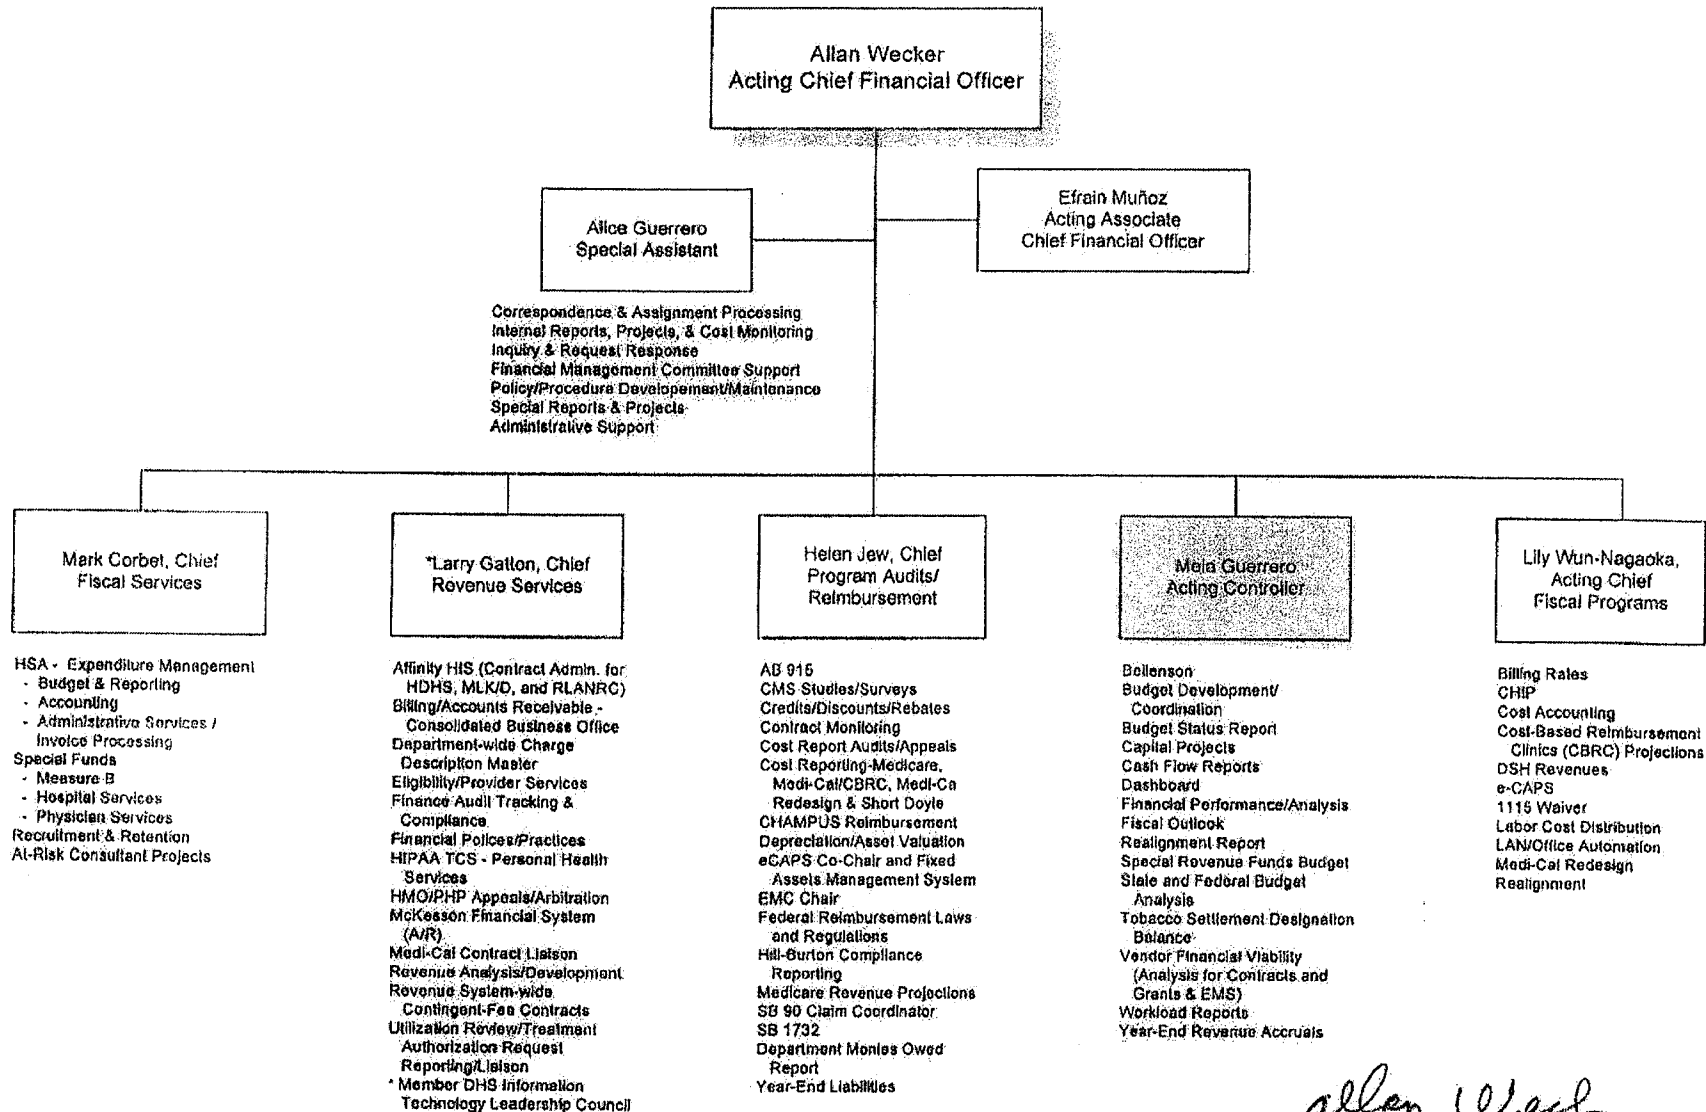 Allan Wecker
Acting Chief Financial Officer
Efrain Muñoz
Acting Associate
Chief Financial Officer
Alice Guerrero
Special Assistant
Correspondence & Assignment Processing
Internal Reports, Projects, & Cost Monitoring
Inquiry & Request Response
Financial Management Committee Support
Policy/Procedure Developement/Maintenance
Special Reports & Projects
Administrative Support
Mark Corbet, Chief
Fiscal Services
HSA - Expenditure Management
- Budget & Reporting
- Accounting
- Administrative Services /
Invoice Processing
Special Funds
- Measure B
- Hospital Services
- Physician Services
Recruitment & Retention
At-Risk Consultant Projects
*Larry Gatton, Chief
Revenue Services
Affinity HIS (Contract Admin. for
HDHS, MLK/D, and RLANRC)
Billing/Accounts Receivable -
Consolidated Business Office
Department-wide Charge
Description Master
Eligibility/Provider Services
Finance Audit Tracking &
Compliance
Financial Polices/Practices
HIPAA TCS - Personal Health
Services
HMO/PHP Appeals/Arbitration
McKesson Financial System
(A/R)
Medi-Cal Contract Liaison
Revenue Analysis/Development
Revenue System-wide
Contingent-Fee Contracts
Utilization Review/Treatment
Authorization Request
Reporting/Liaison
* Member DHS Information
Technology Leadership Council
Helen Jew, Chief
Program Audits/
Reimbursement
AB 915
CMS Studies/Surveys
Credits/Discounts/Rebates
Contract Monitoring
Cost Report Audits/Appeals
Cost Reporting-Medicare,
Medi-Cal/CBRC, Medi-Ca
Redesign & Short Doyle
CHAMPUS Reimbursement
Depreciation/Asset Valuation
eCAPS Co-Chair and Fixed
Assets Management System
EMC Chair
Federal Reimbursement Laws
and Regulations
Hill-Burton Compliance
Reporting
Medicare Revenue Projections
SB 90 Claim Coordinator
SB 1732
Department Monies Owed
Report
Year-End Liabilities
Mela Guerrero
Acting Controller
Beilenson
Budget Development/
Coordination
Budget Status Report
Capital Projects
Cash Flow Reports
Dashboard
Financial Performance/Analysis
Fiscal Outlook
Realignment Report
Special Revenue Funds Budget
State and Federal Budget
Analysis
Tobacco Settlement Designation
Balance
Vendor Financial Viability
(Analysis for Contracts and
Grants & EMS)
Workload Reports
Year-End Revenue Accruals
Lily Wun-Nagaoka,
Acting Chief
Fiscal Programs
Billing Rates
CHIP
Cost Accounting
Cost-Based Reimbursement
Clinics (CBRC) Projections
DSH Revenues
e-CAPS
1115 Waiver
Labor Cost Distribution
LAN/Office Automation
Medi-Cal Redesign
Realignment
allan